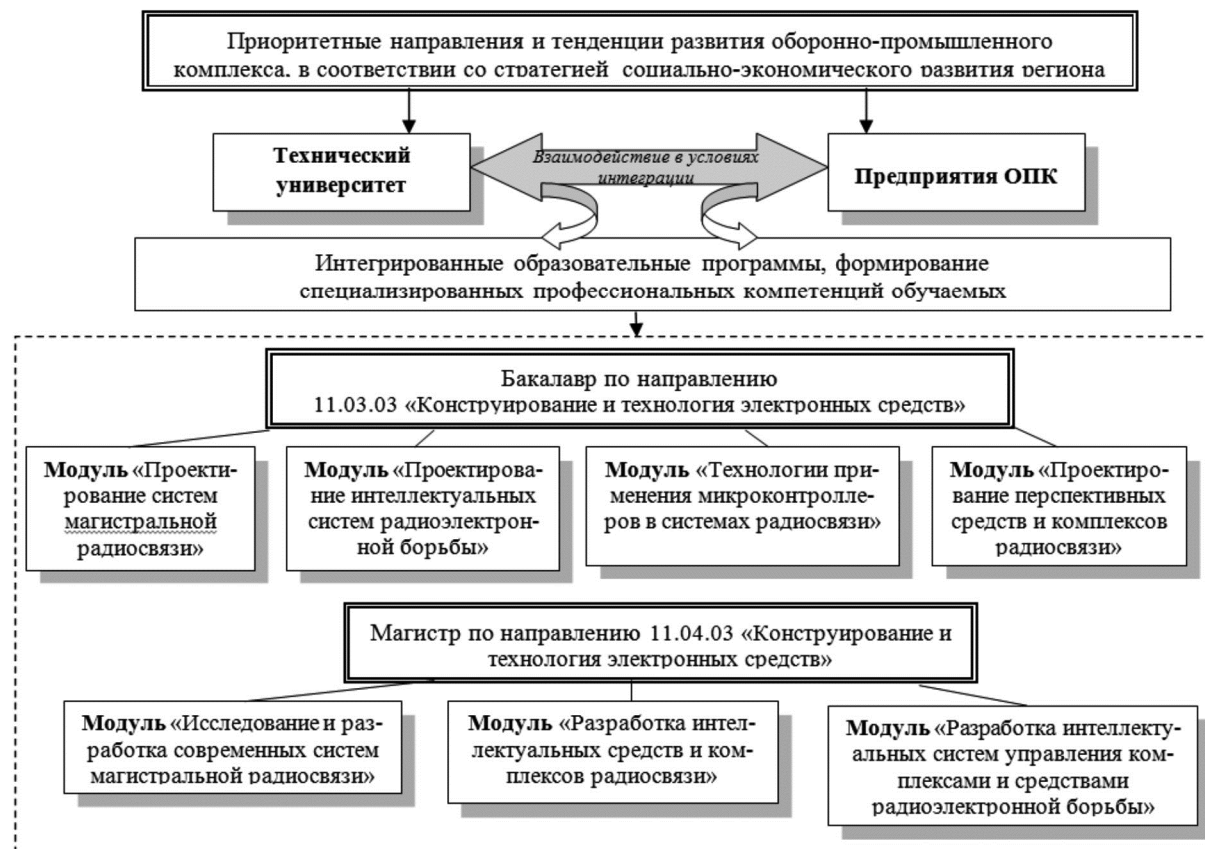 Приоритетные направления и тенденции развития оборонно-промышленного
комплекса, в соответствии со стратегией социально-экономического развития региона
Технический
университет
Взаимодействие в условиях
интеграции
Предприятия ОПК
Интегрированные образовательные программы, формирование
специализированных профессиональных компетенций обучаемых
Бакалавр по направлению
11.03.03 «Конструирование и технология электронных средств»
Модуль «Проекти-
рование систем
магистральной
радиосвязи»
Модуль «Проектирова-
ние интеллектуальных
систем радиоэлектрон-
ной борьбы»
Модуль «Технологии при-
менения микроконтролле-
ров в системах радиосвязи»
Модуль «Проектиро-
вание перспективных
средств и комплексов
радиосвязи»
Магистр по направлению 11.04.03 «Конструирование и
технология электронных средств»
Модуль «Исследование и раз-
работка современных систем
магистральной радиосвязи»
Модуль «Разработка интел-
лектуальных средств и ком-
плексов радиосвязи»
Модуль «Разработка интеллекту-
альных систем управления ком-
плексами и средствами
радиоэлектронной борьбы»